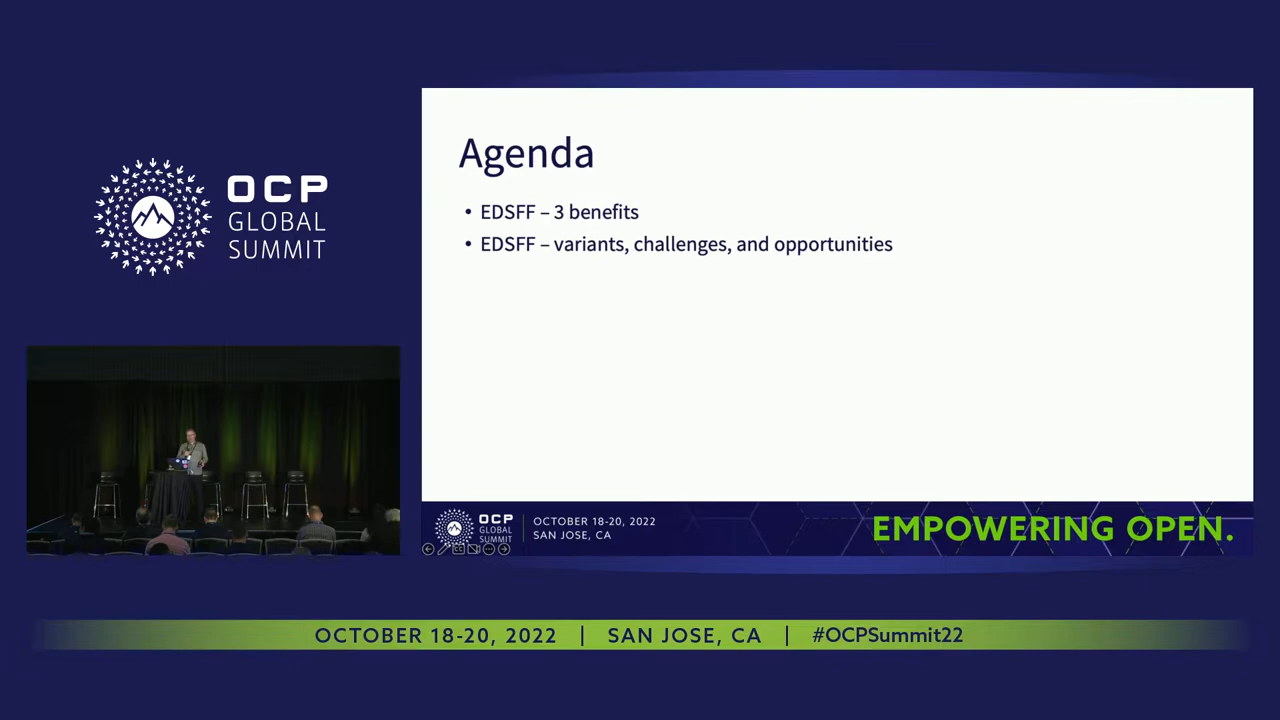 OCP
GLOBAL
SUMMIT
Agenda
• EDSFF – 3 benefits
• EDSFF – variants, challenges, and opportunities
OCP
GLOBAL
SUMMIT
OCTOBER 18-20, 2022
SAN JOSE, CA
EMPOWERING OPEN.
OCTOBER 18-20, 2022 | SAN JOSE, CA | #OCPSummit22